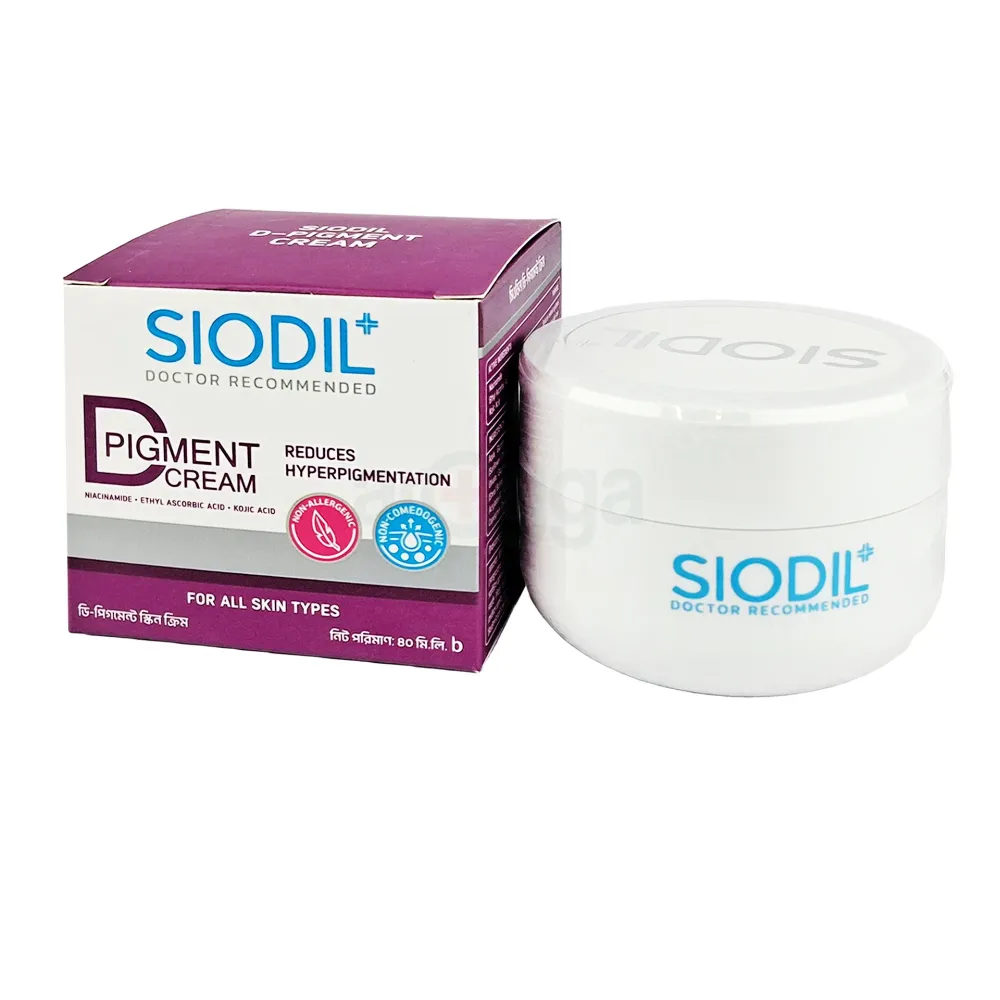 SIODIL
D-PIGMENT
CREAM
SIODIL+
DOCTOR RECOMMENDED
D PIGMENT
CREAM
NIACINAMIDE • ETHYL ASCORBIC ACID • KOJIC ACID
REDUCES
HYPERPIGMENTATION
NON-ALLERGENIC
NON-COMEDOGENIC
FOR ALL SKIN TYPES
ডি-পিগমেন্ট স্কিন ক্রিম
নিট পরিমাণ: ৪০ মি.লি. b
SIODIL+
SIODIL+
DOCTOR RECOMMENDED